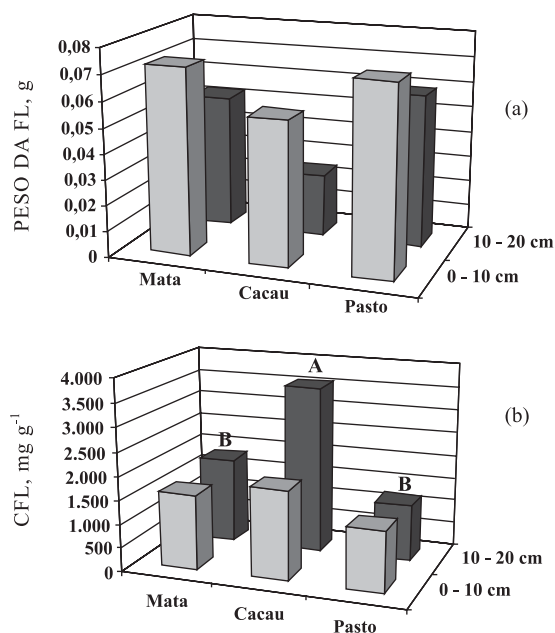 PESO DA FL, g
0,08
0,07
0,06
0,05
0,04
0,03
0,02
0,01
0
Mata
Cacau
Pasto
0 - 10 cm
10 - 20 cm
(a)
CFL, mg g⁻¹
4.000
3.500
3.000
2.500
2.000
1.500
1.000
500
0
B
A
B
Mata
Cacau
Pasto
0 - 10 cm
10 - 20 cm
(b)